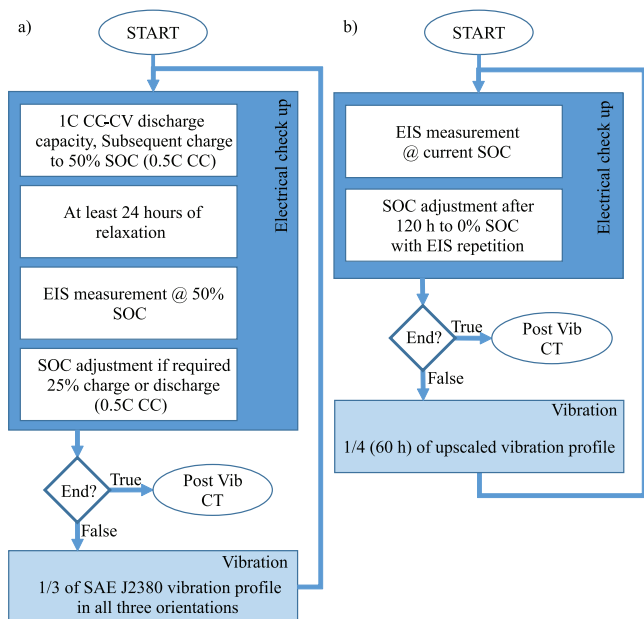 a)
START
1C CC-CV discharge
capacity, Subsequent charge
to 50% SOC (0.5C CC)
At least 24 hours of
relaxation
EIS measurement @ 50%
SOC
SOC adjustment if required
25% charge or discharge
(0.5C CC)
Electrical check up
End?
True
Post Vib
CT
False
Vibration
1/3 of SAE J2380 vibration profile
in all three orientations
b)
START
EIS measurement
@ current SOC
SOC adjustment after
120 h to 0% SOC
with EIS repetition
Electrical check up
End?
True
Post Vib
CT
False
Vibration
1/4 (60 h) of upscaled vibration profile